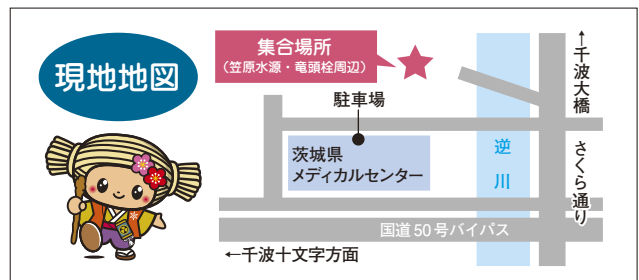 現地地図
集合場所
(笠原水源・竜頭栓周辺)
駐車場
茨城県
メディカルセンター
逆川
↑千波大橋
さくら通り
国道50号バイパス
←千波十文字方面